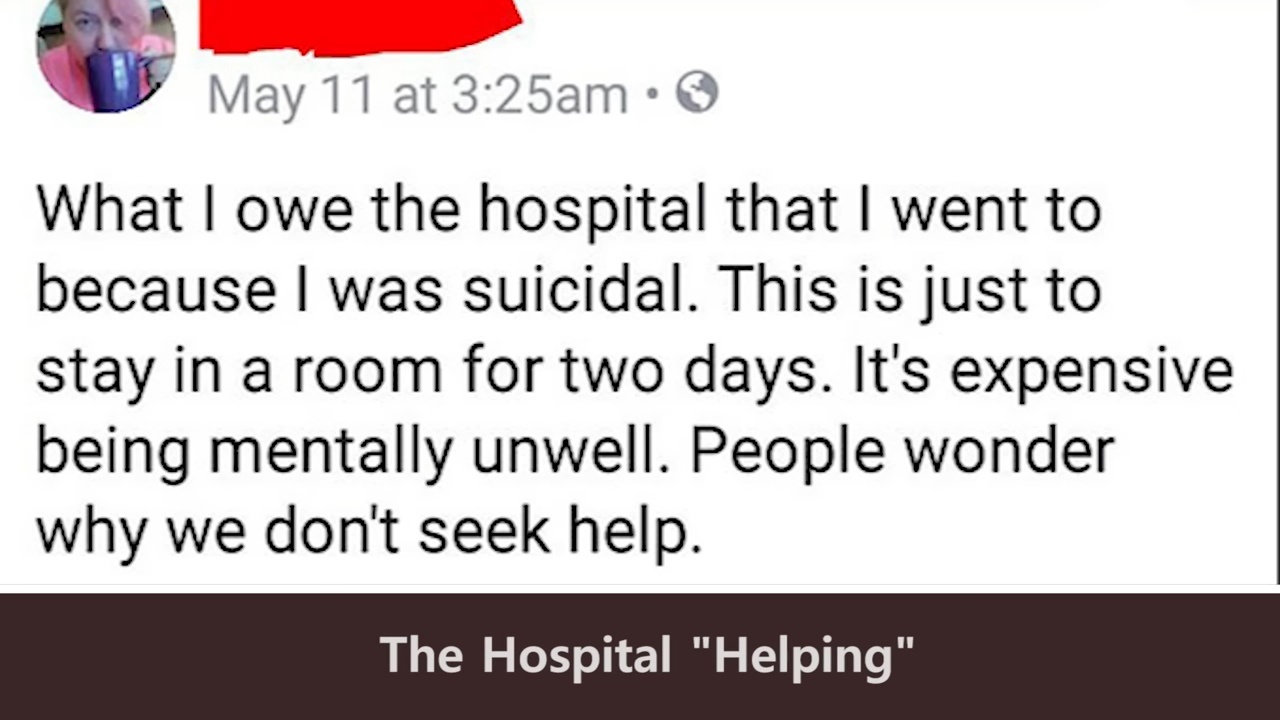 May 11 at 3:25am •
What I owe the hospital that I went to
because I was suicidal. This is just to
stay in a room for two days. It's expensive
being mentally unwell. People wonder
why we don't seek help.
The Hospital "Helping"